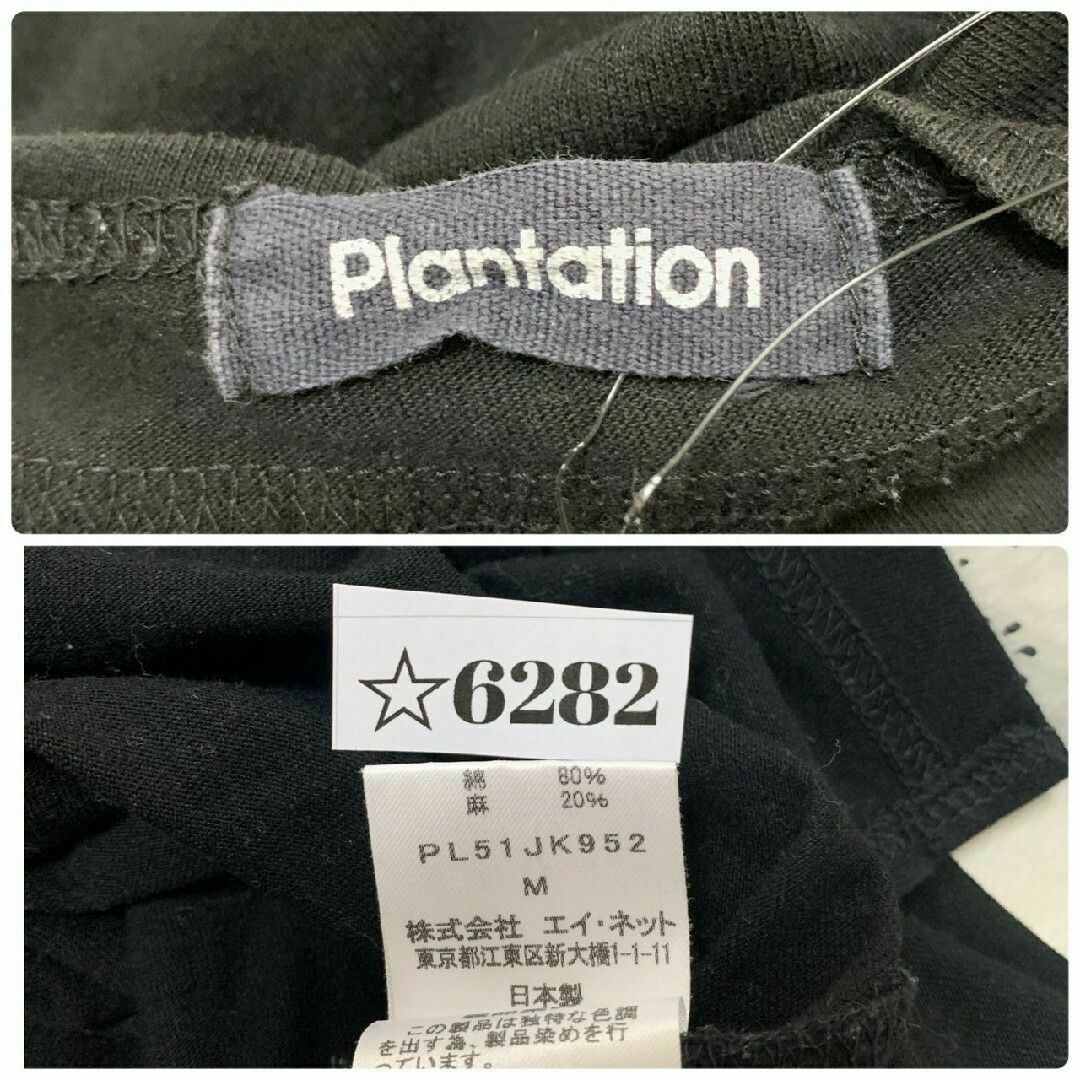 Plantation
☆6282
綿 80%
麻 20%
PL51JK952
M
株式会社 エイ・ネット
東京都江東区新大橋1-1-11
日本製
この製品は独特な色調
を出す為、製品染めを行
っています。